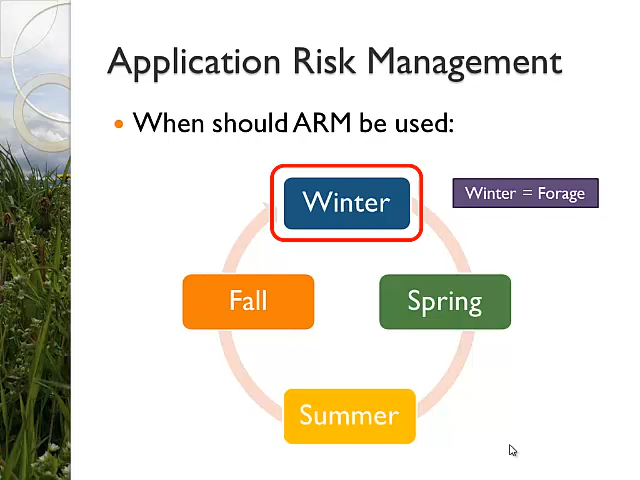 Application Risk Management
• When should ARM be used:
Winter
Winter = Forage
Fall
Spring
Summer